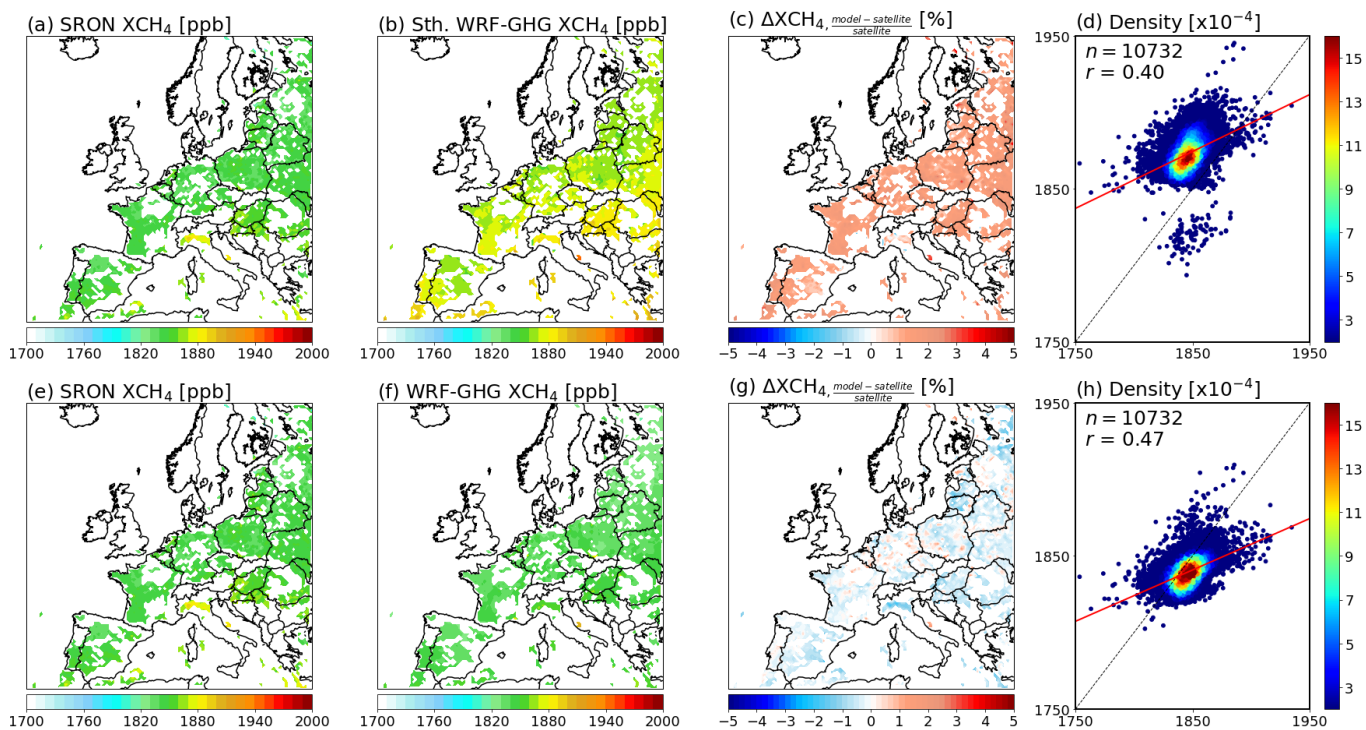 (a) SRON XCH₄ [ppb]
(b) Sth. WRF-GHG XCH₄ [ppb]
(c) ΔXCH₄, model−satellite/satellite [%]
(d) Density [x10⁻⁴]
1950
n = 10732
r = 0.40
1850
1750
1750 1850 1950
15
13
11
9
7
5
3
1700 1760 1820 1880 1940 2000
1700 1760 1820 1880 1940 2000
−5 −4 −3 −2 −1 0 1 2 3 4 5
(e) SRON XCH₄ [ppb]
(f) WRF-GHG XCH₄ [ppb]
(g) ΔXCH₄, model−satellite/satellite [%]
(h) Density [x10⁻⁴]
1950
n = 10732
r = 0.47
1850
1750
1750 1850 1950
15
13
11
9
7
5
3
1700 1760 1820 1880 1940 2000
1700 1760 1820 1880 1940 2000
−5 −4 −3 −2 −1 0 1 2 3 4 5